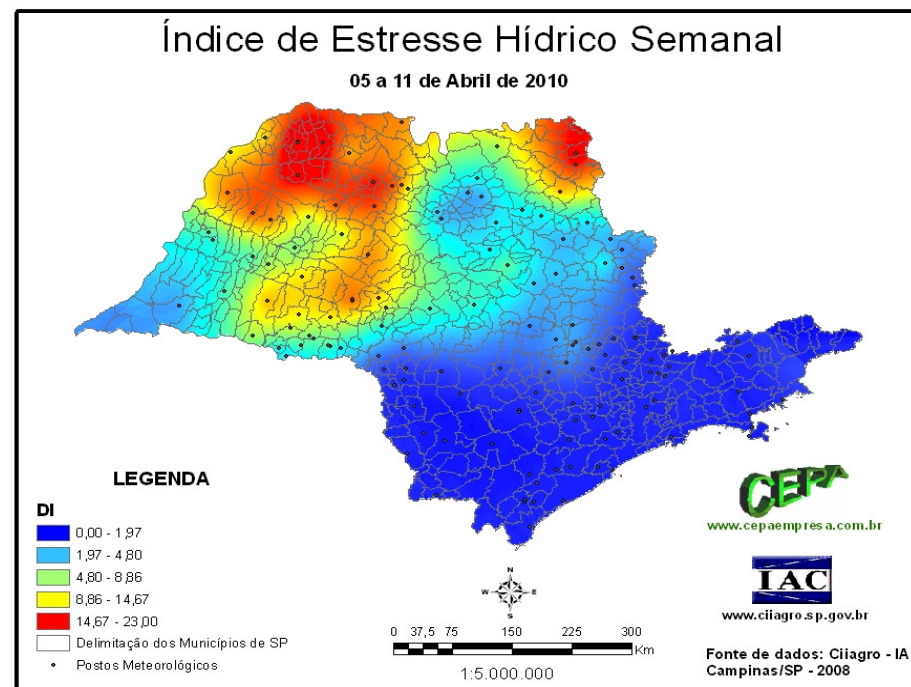 Índice de Estresse Hídrico Semanal
05 a 11 de Abril de 2010
LEGENDA
DI
0,00 - 1,97
1,97 - 4,80
4,80 - 8,86
8,86 - 14,67
14,67 - 23,00
Delimitação dos Municípios de SP
Postos Meteorológicos
N
W E
S
0 37,5 75 150 225 300
Km
1:5.000.000
CEPA
www.cepaempresa.com.br
IAC
www.ciiagro.sp.gov.br
Fonte de dados: Ciiagro - IA
Campinas/SP - 2008